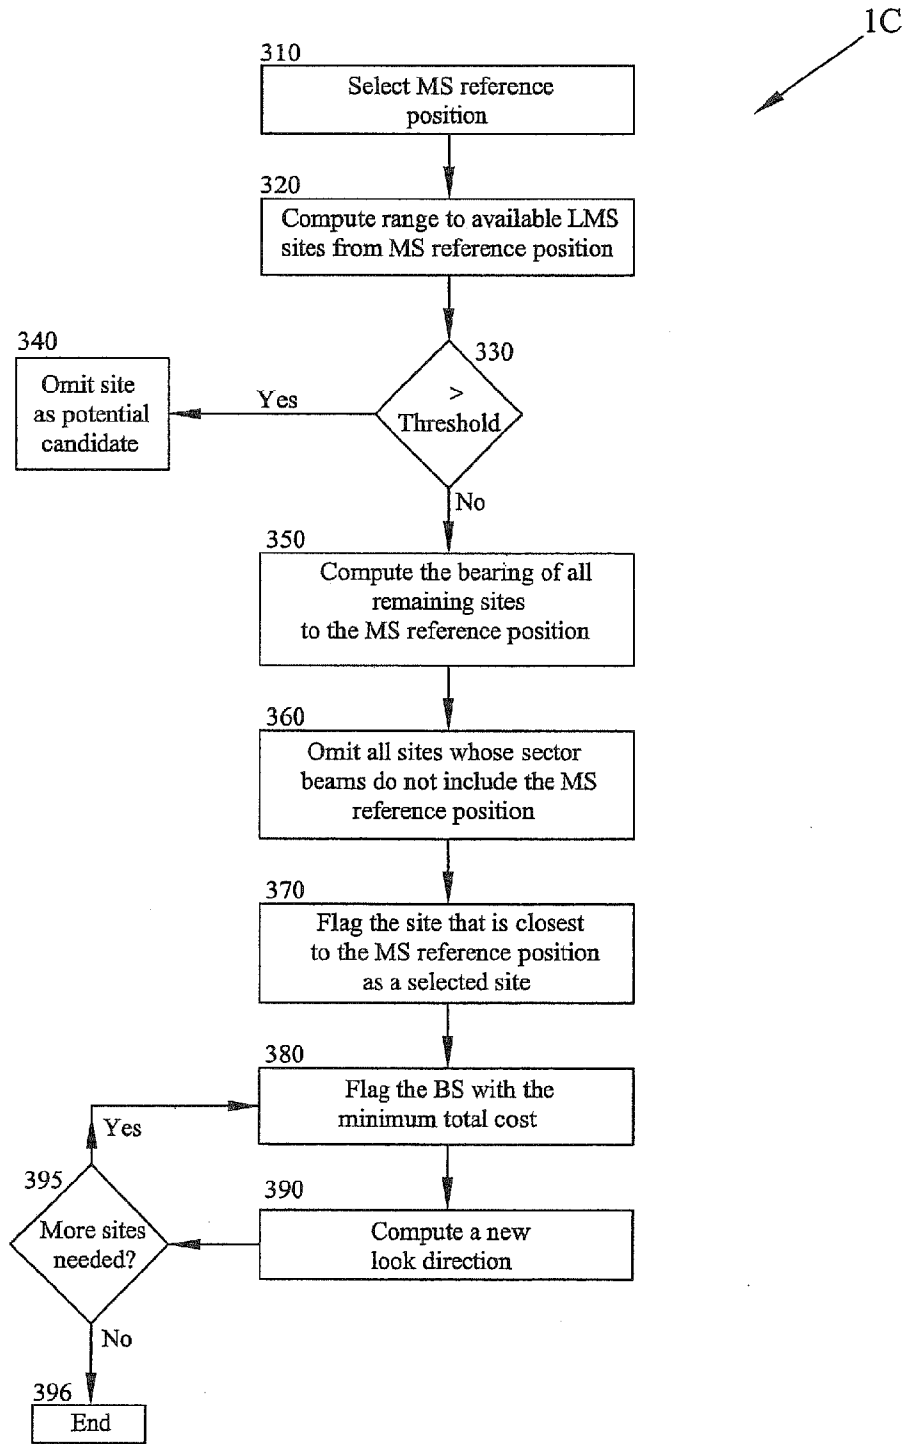 1C
310
Select MS reference
position
320
Compute range to available LMS
sites from MS reference position
330
>
Threshold
Yes
340
Omit site
as potential
candidate
No
350
Compute the bearing of all
remaining sites
to the MS reference position
360
Omit all sites whose sector
beams do not include the MS
reference position
370
Flag the site that is closest
to the MS reference position
as a selected site
380
Flag the BS with the
minimum total cost
390
Compute a new
look direction
395
More sites
needed?
Yes
No
396
End